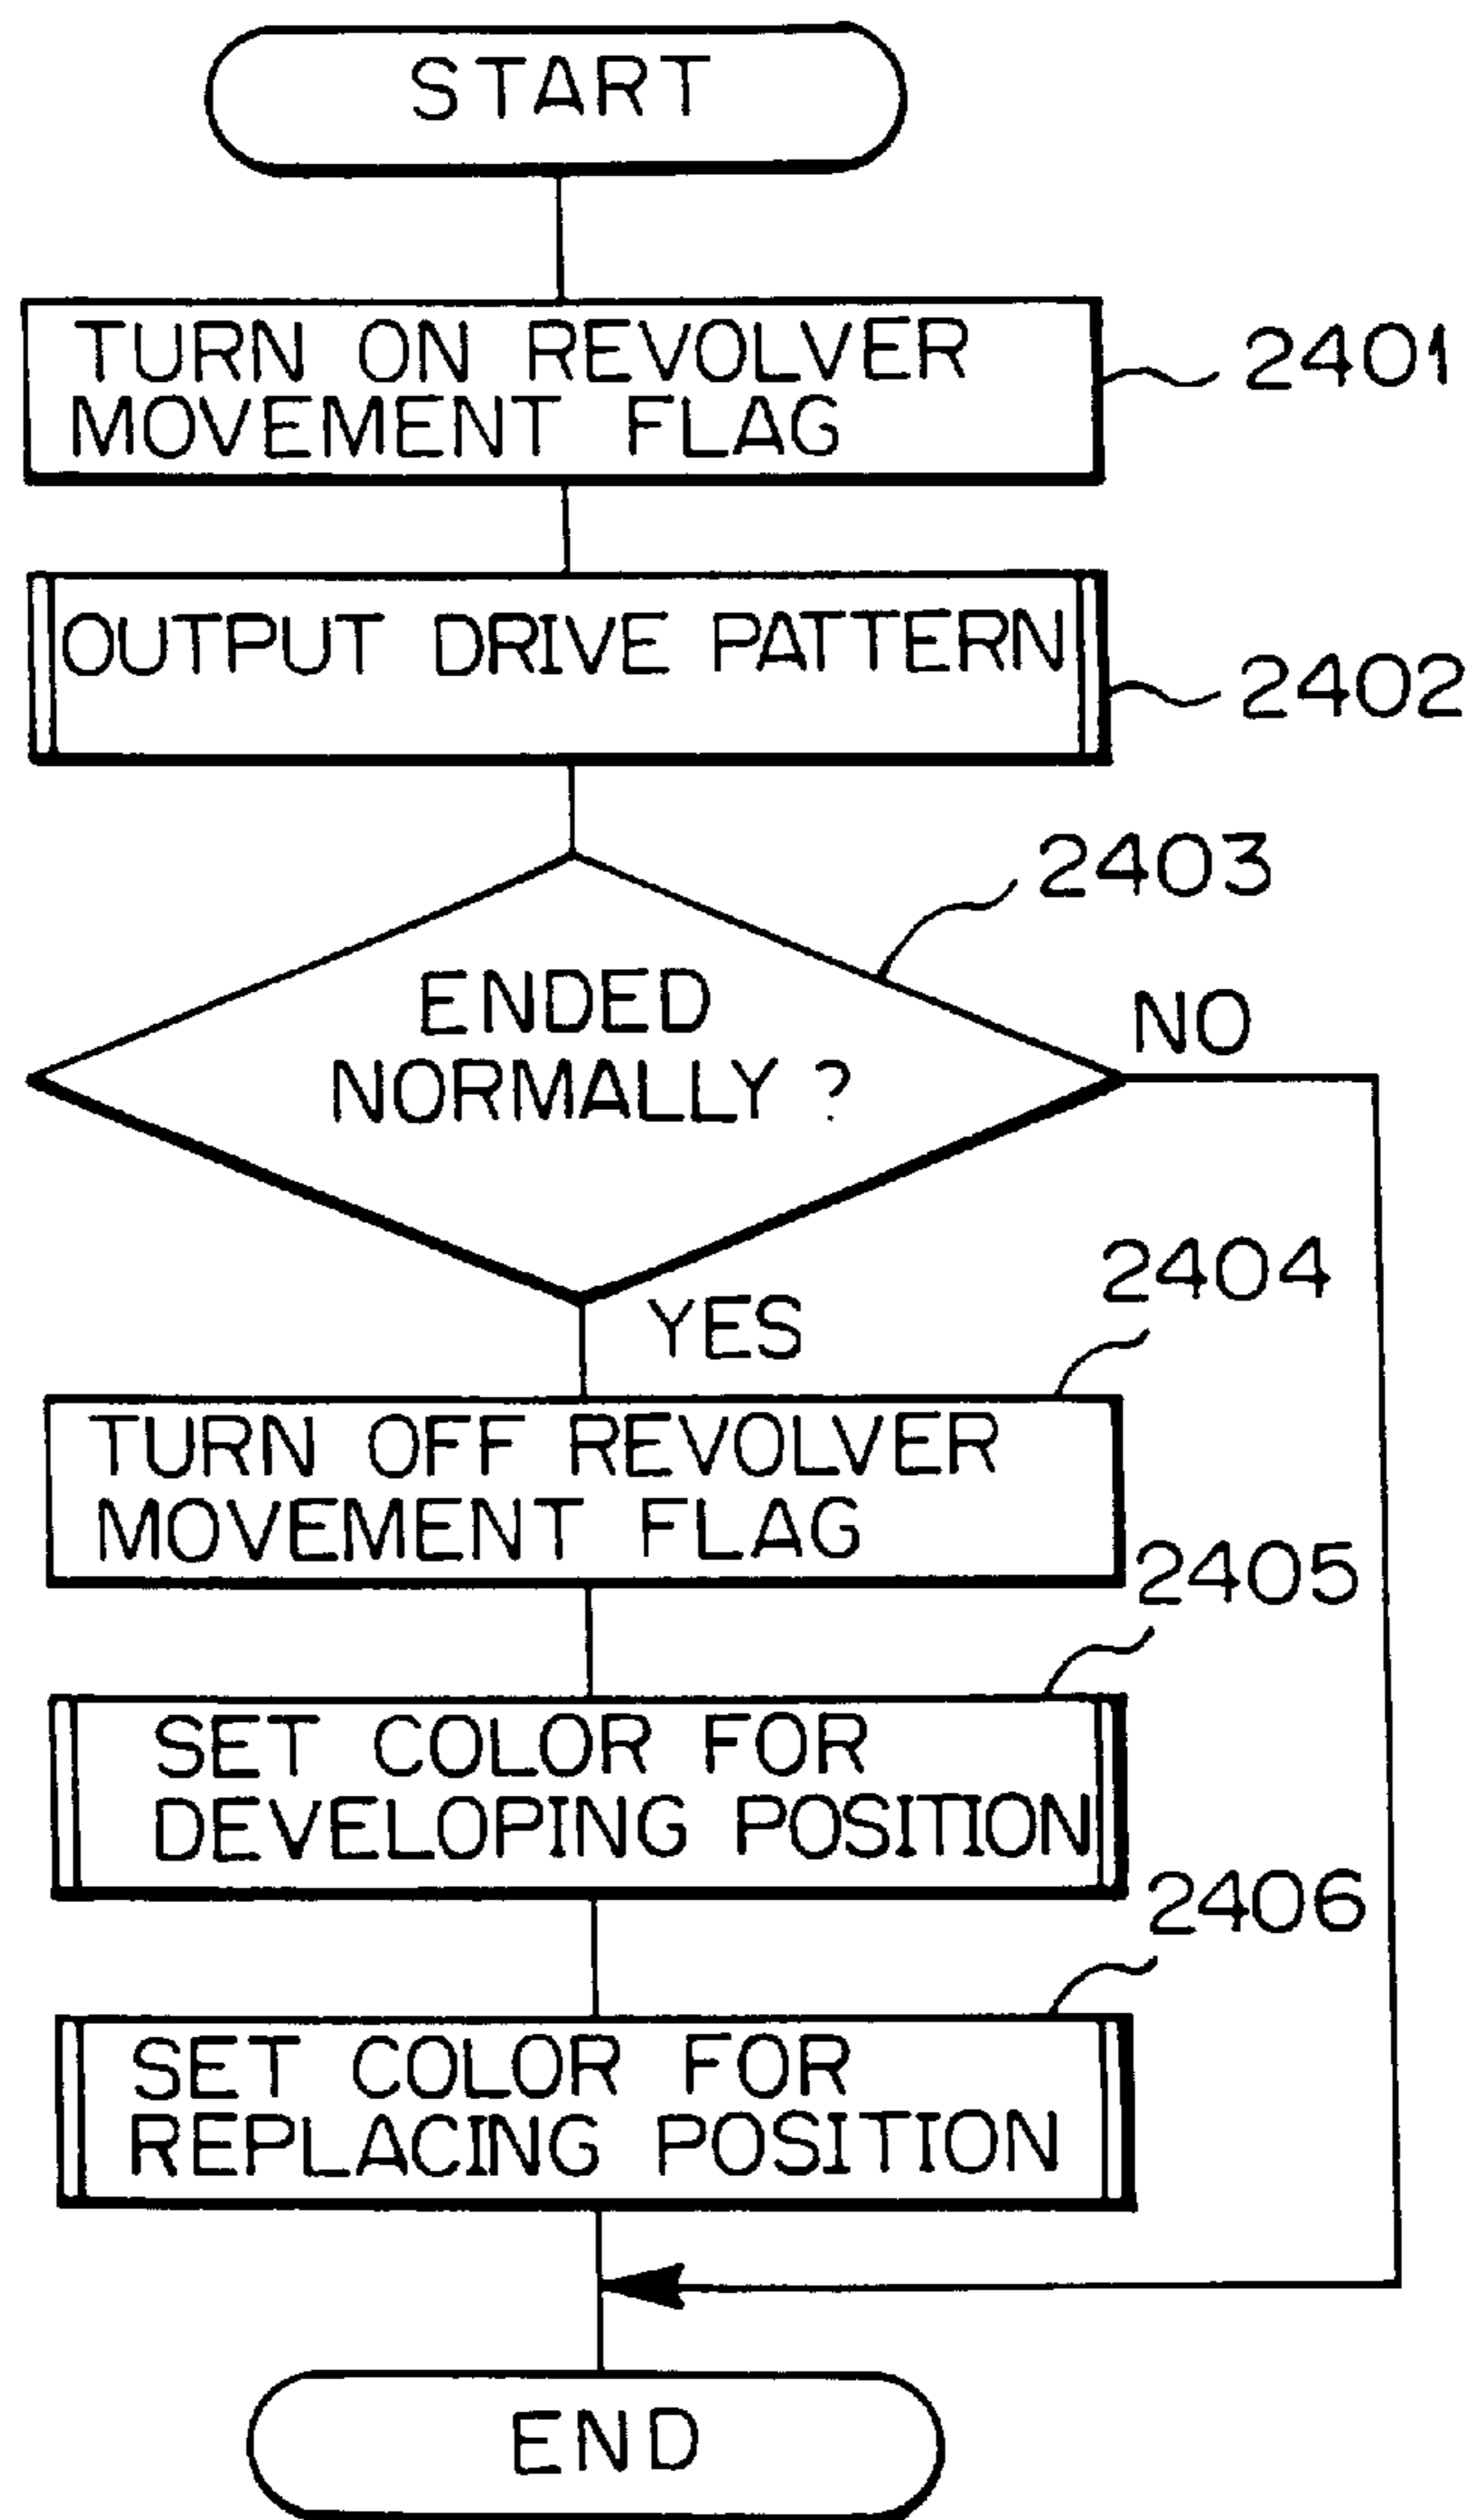 START
TURN ON REVOLVER
MOVEMENT FLAG
2401
OUTPUT DRIVE PATTERN
2402
2403
ENDED
NORMALLY ?
NO
YES
2404
TURN OFF REVOLVER
MOVEMENT FLAG
2405
SET COLOR FOR
DEVELOPING POSITION
2406
SET COLOR FOR
REPLACING POSITION
END